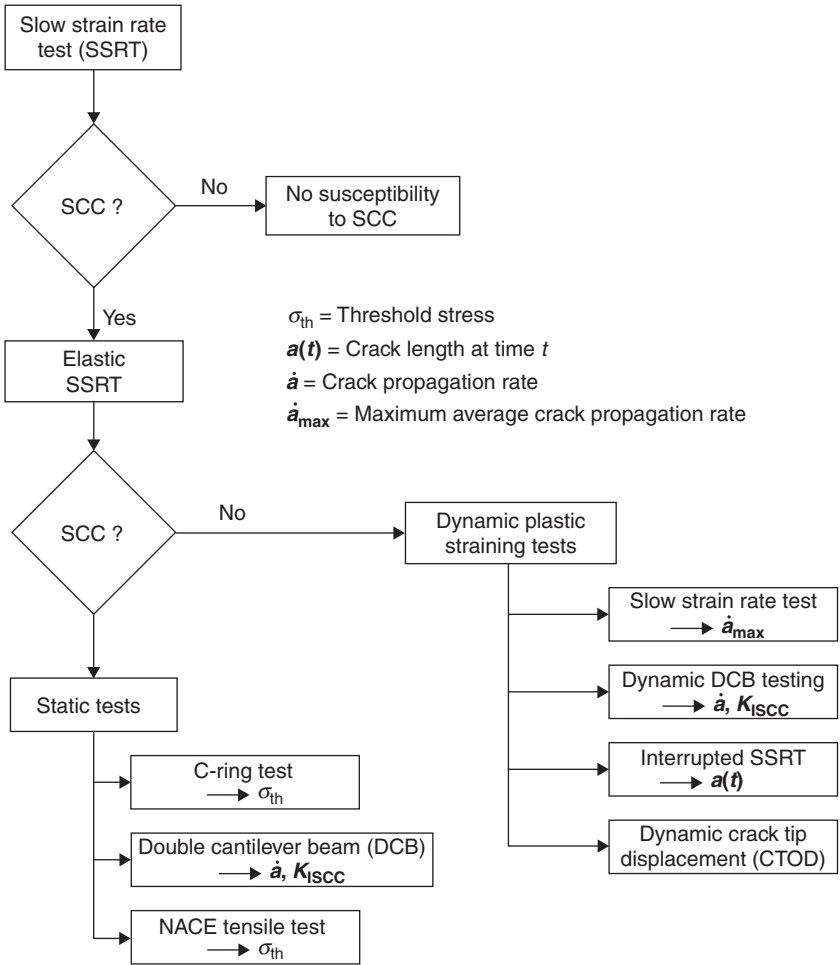 Slow strain rate
test (SSRT)
SCC ?
No
No susceptibility
to SCC
Yes
Elastic
SSRT
σth = Threshold stress
a(t) = Crack length at time t
ȧ = Crack propagation rate
ȧmax = Maximum average crack propagation rate
SCC ?
No
Dynamic plastic
straining tests
Slow strain rate test
→ ȧmax
Dynamic DCB testing
→ ȧ, KISCC
Interrupted SSRT
→ a(t)
Dynamic crack tip
displacement (CTOD)
Static tests
C-ring test
→ σth
Double cantilever beam (DCB)
→ ȧ, KISCC
NACE tensile test
→ σth